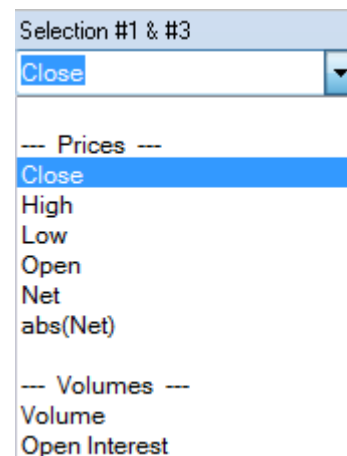 Selection #1 & #3
Close
--- Prices ---
Close
High
Low
Open
Net
abs(Net)
--- Volumes ---
Volume
Open Interest